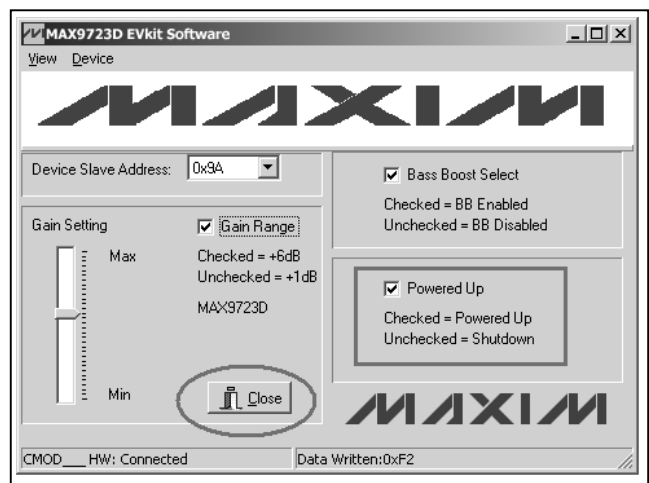 MAX9723D EVkit Software
View Device
MAXIM
Device Slave Address: 0x9A
Bass Boost Select
Checked = BB Enabled
Unchecked = BB Disabled
Gain Setting
Gain Range
Max
Checked = +6dB
Unchecked = +1dB
MAX9723D
Powered Up
Checked = Powered Up
Unchecked = Shutdown
Min
Close
MAXIM
CMOD___ HW: Connected
Data Written:0xF2